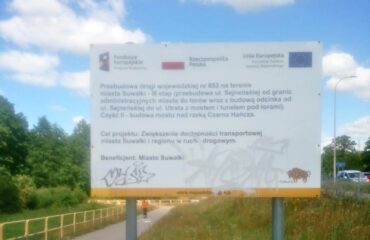 Fundusze
Europejskie
Rzeczpospolita
Polska
Unia Europejska
Przebudowa drogi wojewódzkiej nr 653 na terenie
miasta Suwałki - III etap (przebudowa ul. Sejneńskiej od granic
administracyjnych miasta do torów wraz z budową odcinka od
ul. Sejneńskiej do ul. Utrata z mostem i tunelem pod torami).
Część II - budowa mostu nad rzeką Czarna Hańcza.
Cel projektu: Zwiększenie dostępności transportowej
miasta Suwałki i regionu w ruchu drogowym.
Beneficjent: Miasto Suwałki